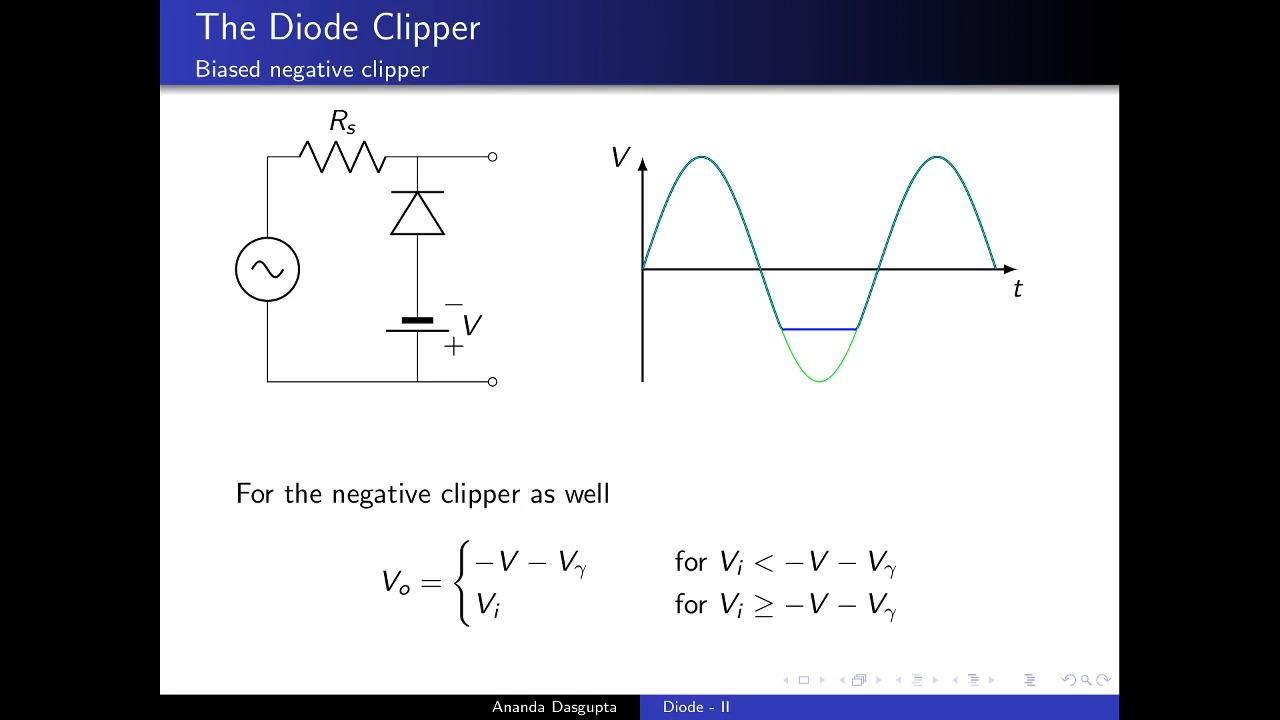 The Diode Clipper
Biased negative clipper
Rₛ
V
−
V
+
t
For the negative clipper as well
Vₒ = { −V − Vᵧ for Vᵢ < −V − Vᵧ
Vᵢ for Vᵢ ≥ −V − Vᵧ
Ananda Dasgupta Diode - II